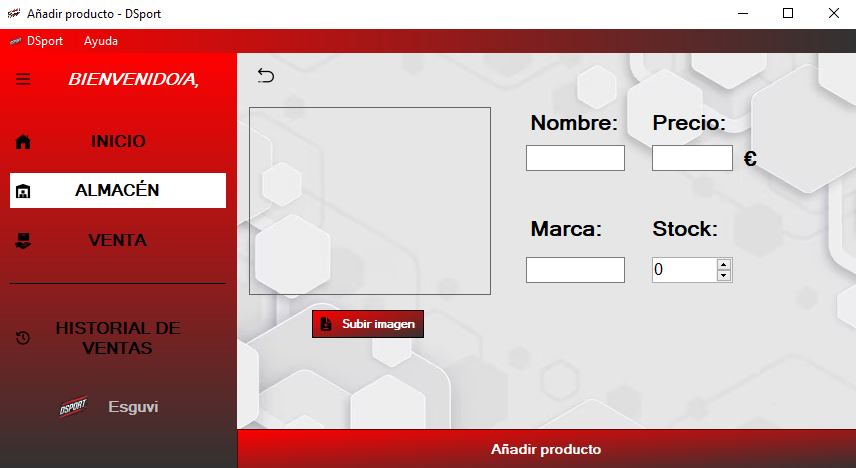 Añadir producto - DSport
DSport Ayuda
BIENVENIDO/A,
INICIO
ALMACÉN
VENTA
HISTORIAL DE
VENTAS
DSPORT Esguvi
Nombre: Precio:
€
Marca: Stock:
0
Subir imagen
Añadir producto